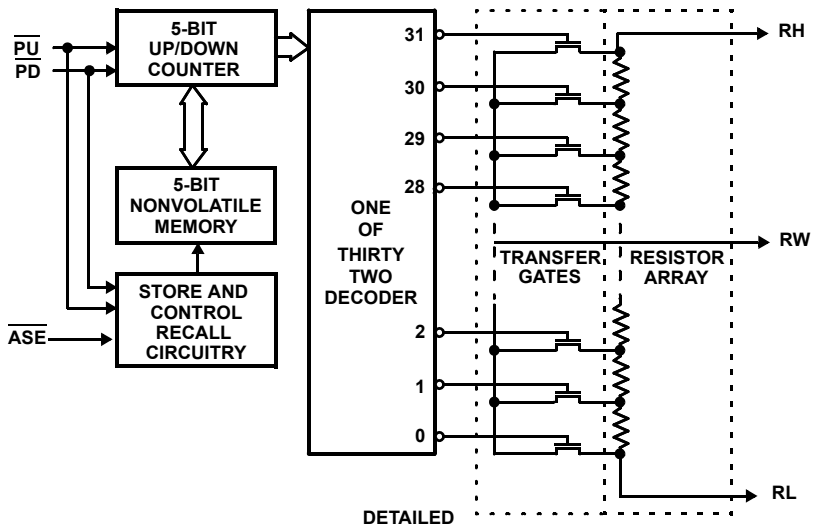 5-BIT
UP/DOWN
COUNTER
PU
PD
5-BIT
NONVOLATILE
MEMORY
STORE AND
CONTROL
RECALL
CIRCUITRY
ASE
ONE
OF
THIRTY
TWO
DECODER
31
30
29
28
2
1
0
TRANSFER
GATES
RESISTOR
ARRAY
RH
RW
RL
DETAILED